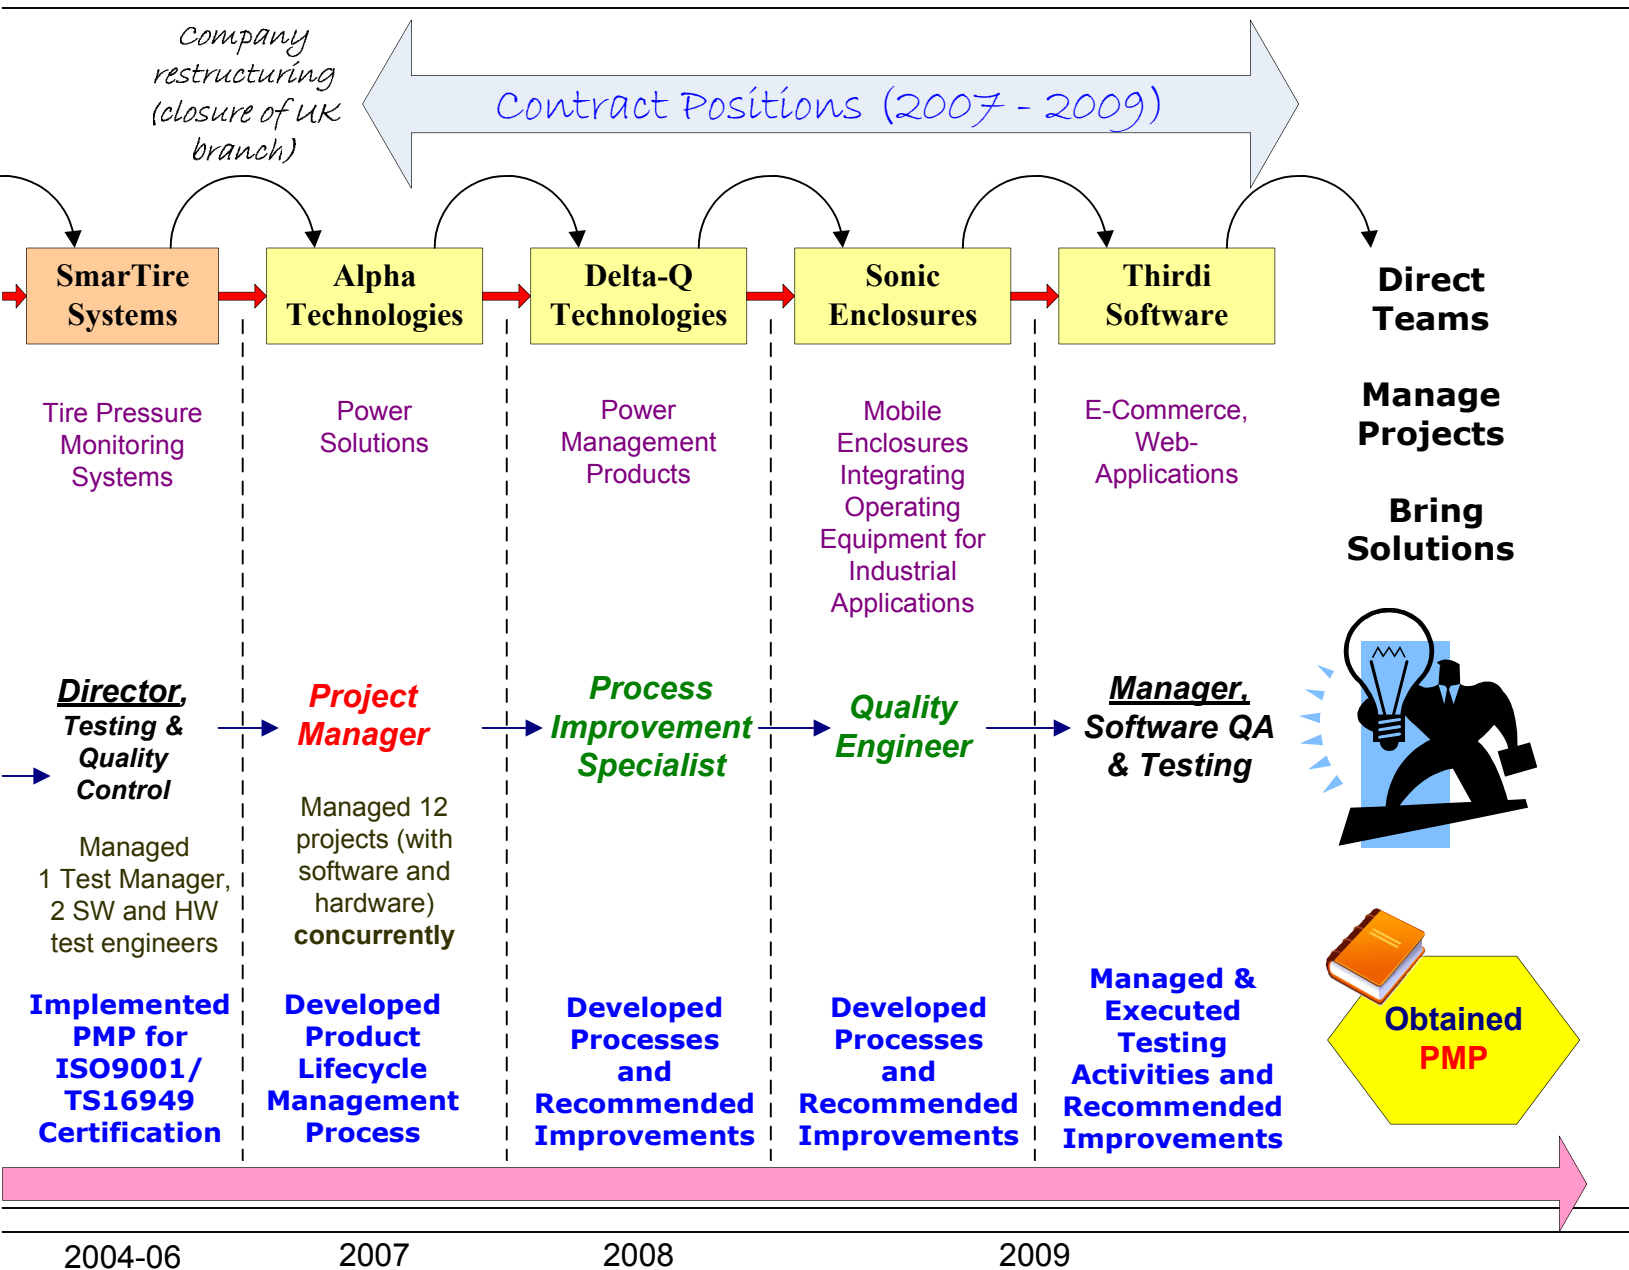 Company
restructuring
(closure of UK
branch)
Contract Positions (2007 - 2009)
SmarTire
Systems
Alpha
Technologies
Delta-Q
Technologies
Sonic
Enclosures
Thirdi
Software
Direct
Teams
Manage
Projects
Bring
Solutions
Tire Pressure
Monitoring
Systems
Power
Solutions
Power
Management
Products
Mobile
Enclosures
Integrating
Operating
Equipment for
Industrial
Applications
E-Commerce,
Web-
Applications
Director,
Testing &
Quality
Control
Project
Manager
Process
Improvement
Specialist
Quality
Engineer
Manager,
Software QA
& Testing
Managed
1 Test Manager,
2 SW and HW
test engineers
Managed 12
projects (with
software and
hardware)
concurrently
Implemented
PMP for
ISO9001/
TS16949
Certification
Developed
Product
Lifecycle
Management
Process
Developed
Processes
and
Recommended
Improvements
Developed
Processes
and
Recommended
Improvements
Managed &
Executed
Testing
Activities and
Recommended
Improvements
Obtained
PMP
2004-06
2007
2008
2009